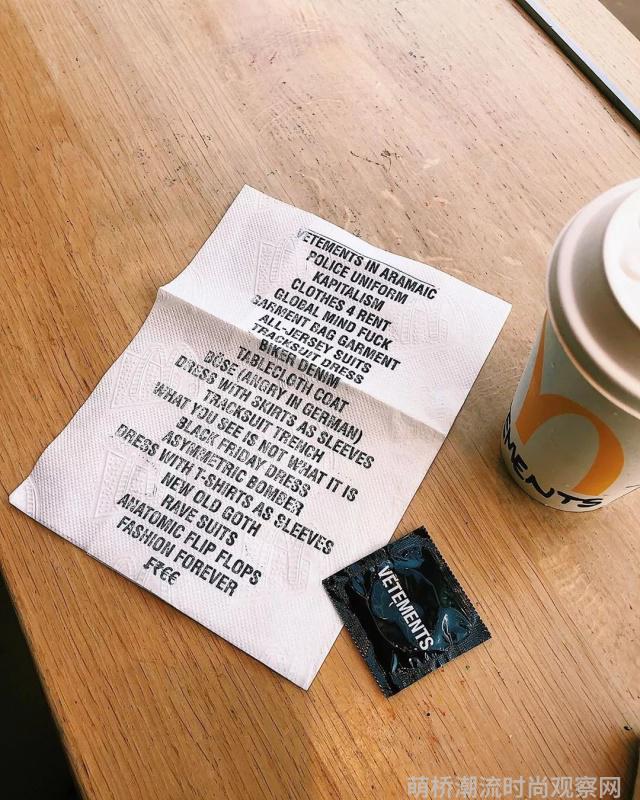 VETEMENTS IN ARAMAIC
POLICE UNIFORM
KAPITALISM
CLOTHES 4 RENT
GLOBAL MIND FUCK
GARMENT BAG GARMENT
ALL-JERSEY SUITS
TRACKSUIT DRESS
BIKER DENIM
TABLECLOTH COAT
BÖSE (ANGRY IN GERMAN)
DRESS WITH SKIRTS AS SLEEVES
TRACKSUIT TRENCH
WHAT YOU SEE IS NOT WHAT IT IS
BLACK FRIDAY DRESS
ASYMMETRIC BOMBER
DRESS WITH T-SHIRTS AS SLEEVES
NEW OLD GOTH
RAVE SUITS
ANATOMIC FLIP FLOPS
FASHION FOREVER
VETEMENTS
萌桥潮流时尚观察网